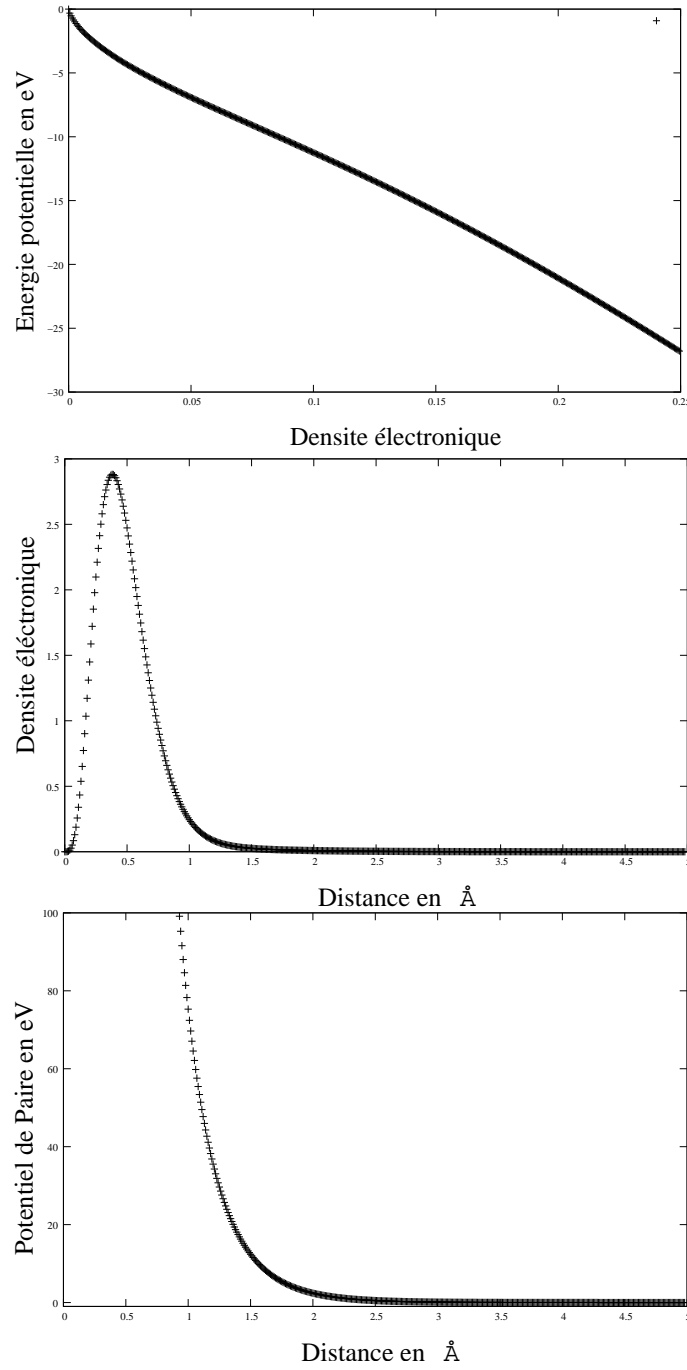 0
−5
−10
−15
−20
−25
−30
Energie potentielle en eV
0 0.05 0.1 0.15 0.2 0.25
Densite électronique
3
2.5
2
1.5
1
0.5
0
Densite éléctronique
0 0.5 1 1.5 2 2.5 3 3.5 4 4.5 5
Distance en Å
100
80
60
40
20
0
Potentiel de Paire en eV
0 0.5 1 1.5 2 2.5 3 3.5 4 4.5 5
Distance en Å